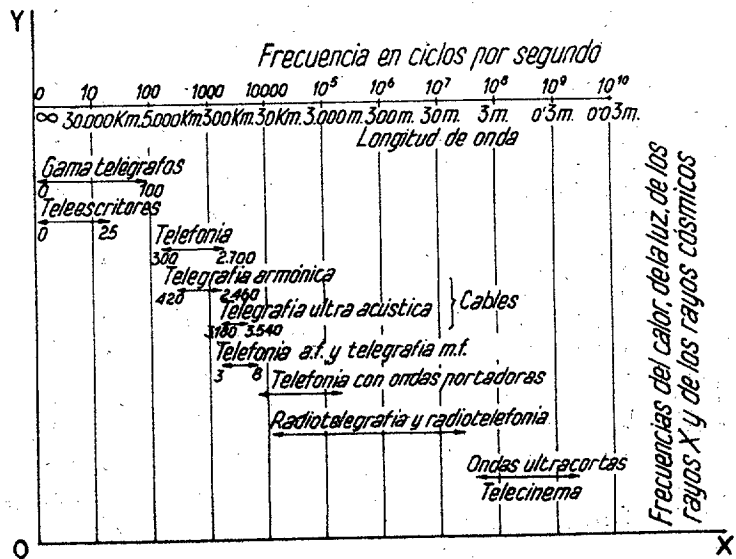 Y
Frecuencia en ciclos por segundo
0 10 100 1000 10000 10⁵ 10⁶ 10⁷ 10⁸ 10⁹ 10¹⁰
∞ 30.000Km. 5.000Km 300Km. 30Km. 3.000m. 300m. 30m. 3m. 0'3m. 0'03m.
Longitud de onda
Gama telégrafos
0 100
Teleescritores
0 25
Telefonía
300 2.700
Telegrafía armónica
420 2.460
Telegrafía ultra acústica
3.180 3.540
Cables
Telefonía a.f. y telegrafía m.f.
3 8
Telefonía con ondas portadoras
Radiotelegrafía y radiotelefonía
Ondas ultracortas
Telecinema
Frecuencias del calor, de la luz, de los
rayos X y de los rayos cósmicos
O X